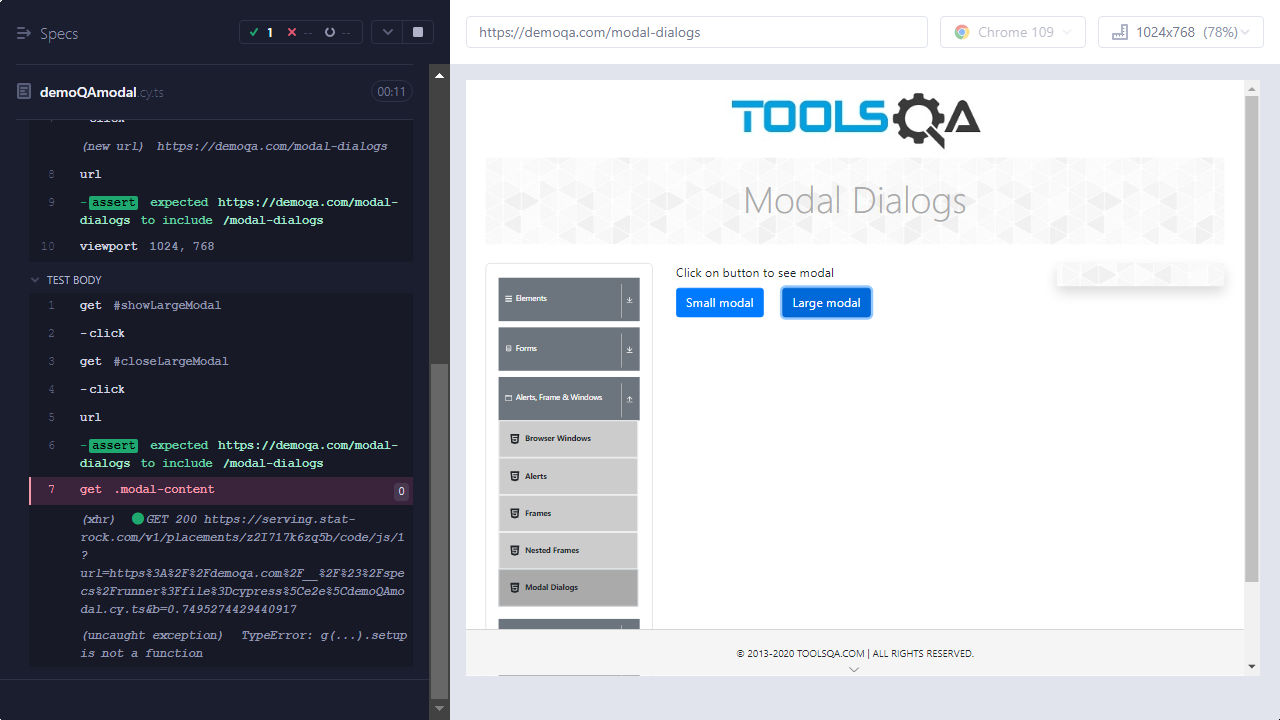 Specs
1
--
--
demoQAmodal.cy.ts
00:11
(new url) https://demoqa.com/modal-dialogs
8 url
9 -assert expected https://demoqa.com/modal-
dialogs to include /modal-dialogs
10 viewport 1024, 768
TEST BODY
1 get #showLargeModal
2 -click
3 get #closeLargeModal
4 -click
5 url
6 -assert expected https://demoqa.com/modal-
dialogs to include /modal-dialogs
7 get .modal-content 0
(xhr) GET 200 https://serving.stat-
rock.com/v1/placements/z2I717k6zq5b/code/js/1
?
url=https%3A%2F%2Fdemoqa.com%2F__%2F%23%2Fspe
cs%2Frunner%3Ffile%3Dcypress%5Ce2e%5CdemoQAmo
dal.cy.ts&b=0.7495274429440917
(uncaught exception) TypeError: g(...).setup
is not a function
https://demoqa.com/modal-dialogs
Chrome 109
1024x768 (78%)
TOOLSQA
Modal Dialogs
Elements
Forms
Alerts, Frame & Windows
Browser Windows
Alerts
Frames
Nested Frames
Modal Dialogs
Click on button to see modal
Small modal
Large modal
© 2013-2020 TOOLSQA.COM | ALL RIGHTS RESERVED.